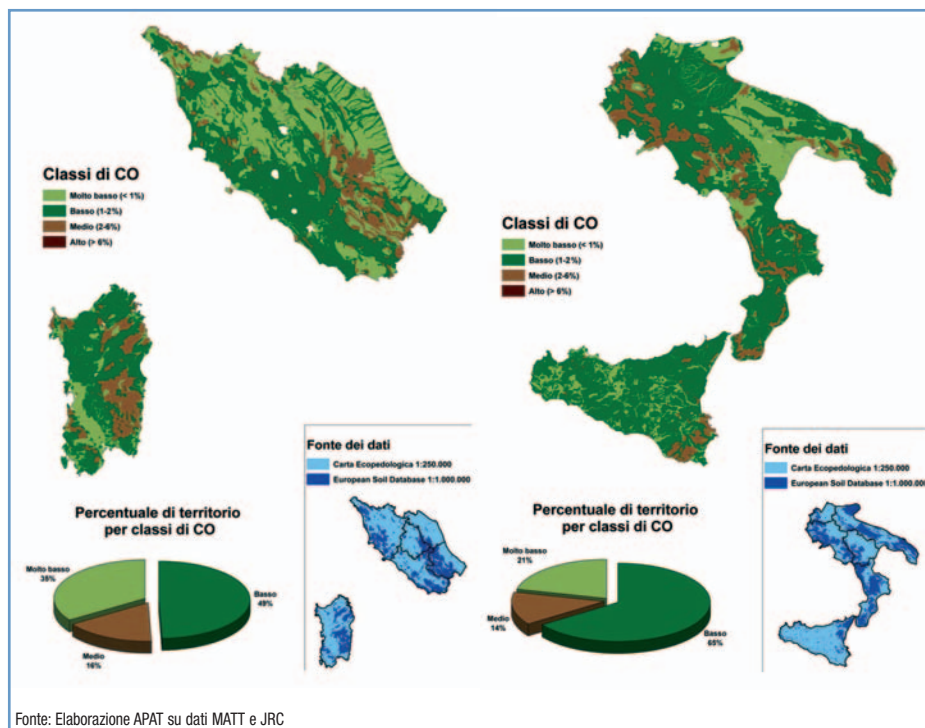 Classi di CO
Molto basso (< 1%)
Basso (1-2%)
Medio (2-6%)
Alto (> 6%)
Classi di CO
Molto basso (< 1%)
Basso (1-2%)
Medio (2-6%)
Alto (> 6%)
Fonte dei dati
Carta Ecopedologica 1:250.000
European Soil Database 1:1.000.000
Percentuale di territorio
per classi di CO
Molto basso
35%
Basso
49%
Medio
16%
Fonte dei dati
Carta Ecopedologica 1:250.000
European Soil Database 1:1.000.000
Percentuale di territorio
per classi di CO
Molto basso
21%
Medio
14%
Basso
65%
Fonte: Elaborazione APAT su dati MATT e JRC